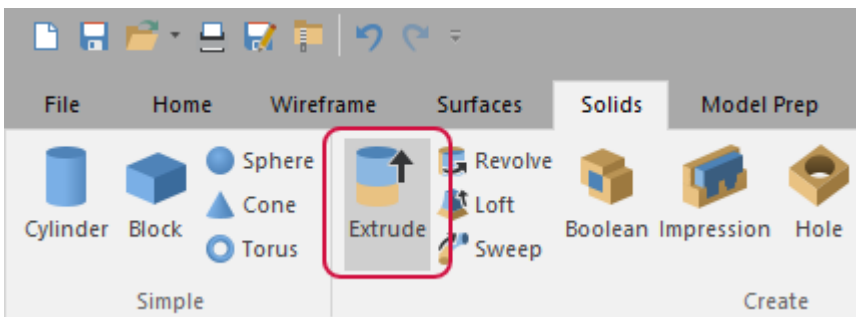 File Home Wireframe Surfaces Solids Model Prep
Sphere Revolve
Cone Loft
Cylinder Block Extrude Boolean Impression Hole
Torus Sweep
Simple Create